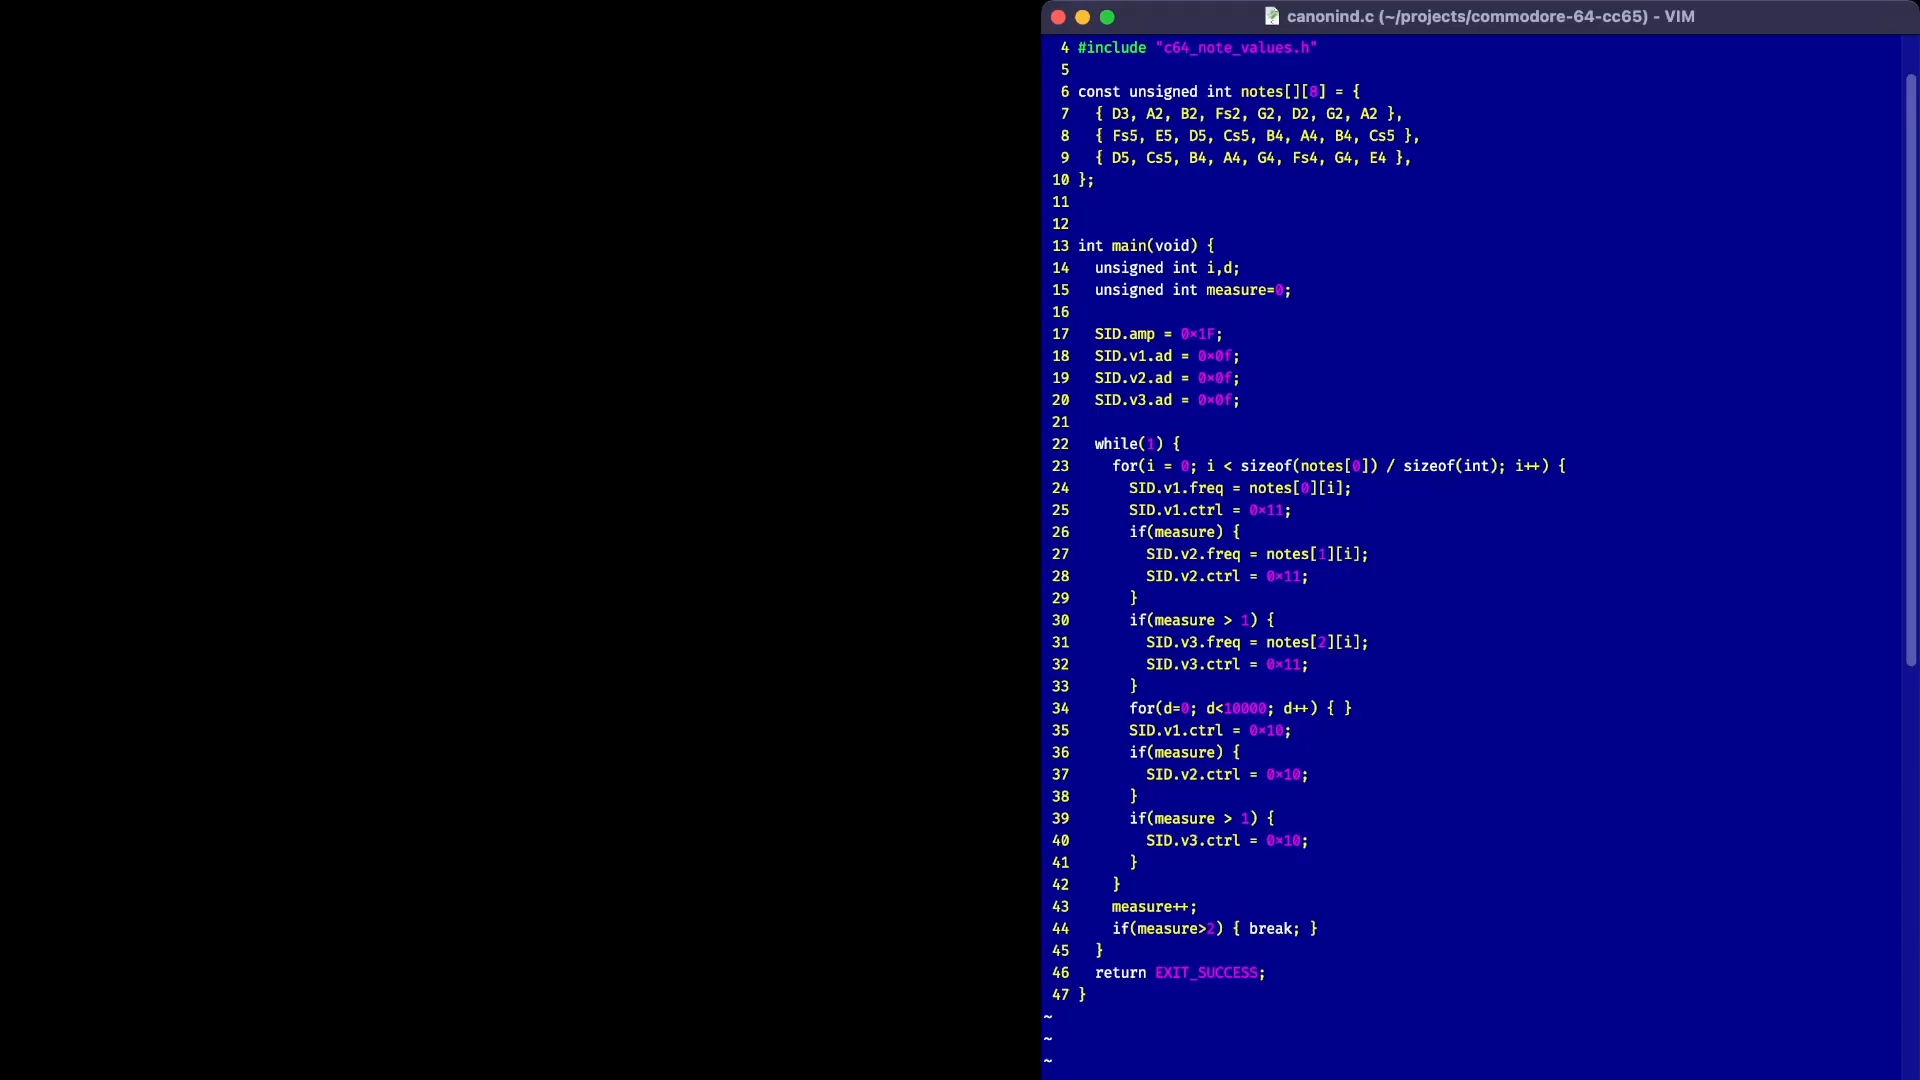 canonind.c (~/projects/commodore-64-cc65) - VIM
4 #include "c64_note_values.h"
5
6 const unsigned int notes[][8] = {
7   { D3, A2, B2, Fs2, G2, D2, G2, A2 },
8   { Fs5, E5, D5, Cs5, B4, A4, B4, Cs5 },
9   { D5, Cs5, B4, A4, G4, Fs4, G4, E4 },
10 };
11
12
13 int main(void) {
14   unsigned int i,d;
15   unsigned int measure=0;
16
17   SID.amp = 0x1F;
18   SID.v1.ad = 0x0f;
19   SID.v2.ad = 0x0f;
20   SID.v3.ad = 0x0f;
21
22   while(1) {
23     for(i = 0; i < sizeof(notes[0]) / sizeof(int); i++) {
24       SID.v1.freq = notes[0][i];
25       SID.v1.ctrl = 0x11;
26       if(measure) {
27         SID.v2.freq = notes[1][i];
28         SID.v2.ctrl = 0x11;
29       }
30       if(measure > 1) {
31         SID.v3.freq = notes[2][i];
32         SID.v3.ctrl = 0x11;
33       }
34       for(d=0; d<10000; d++) { }
35       SID.v1.ctrl = 0x10;
36       if(measure) {
37         SID.v2.ctrl = 0x10;
38       }
39       if(measure > 1) {
40         SID.v3.ctrl = 0x10;
41       }
42     }
43     measure++;
44     if(measure>2) { break; }
45   }
46   return EXIT_SUCCESS;
47 }
~
~
~